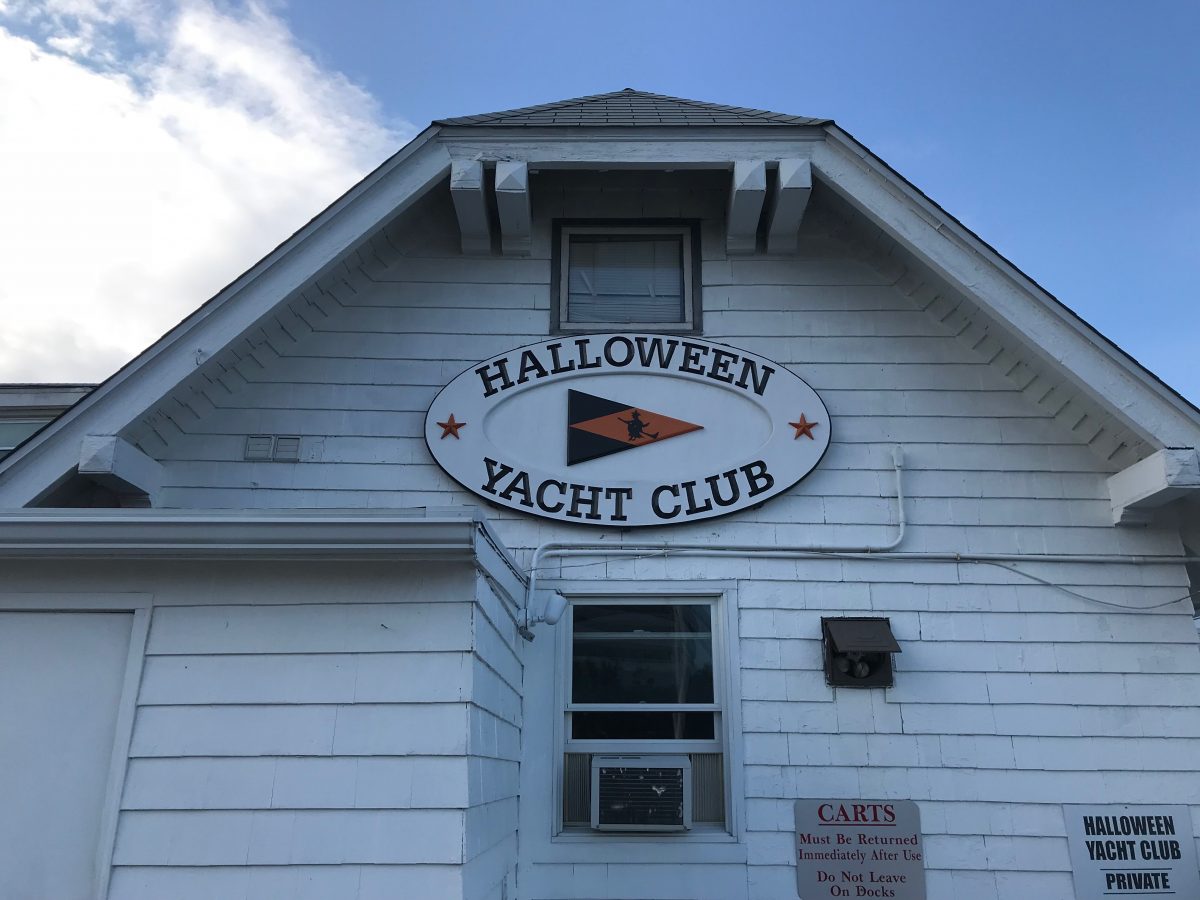 HALLOWEEN
YACHT CLUB
CARTS
Must Be Returned
Immediately After Use
Do Not Leave
On Docks
HALLOWEEN
YACHT CLUB
PRIVATE